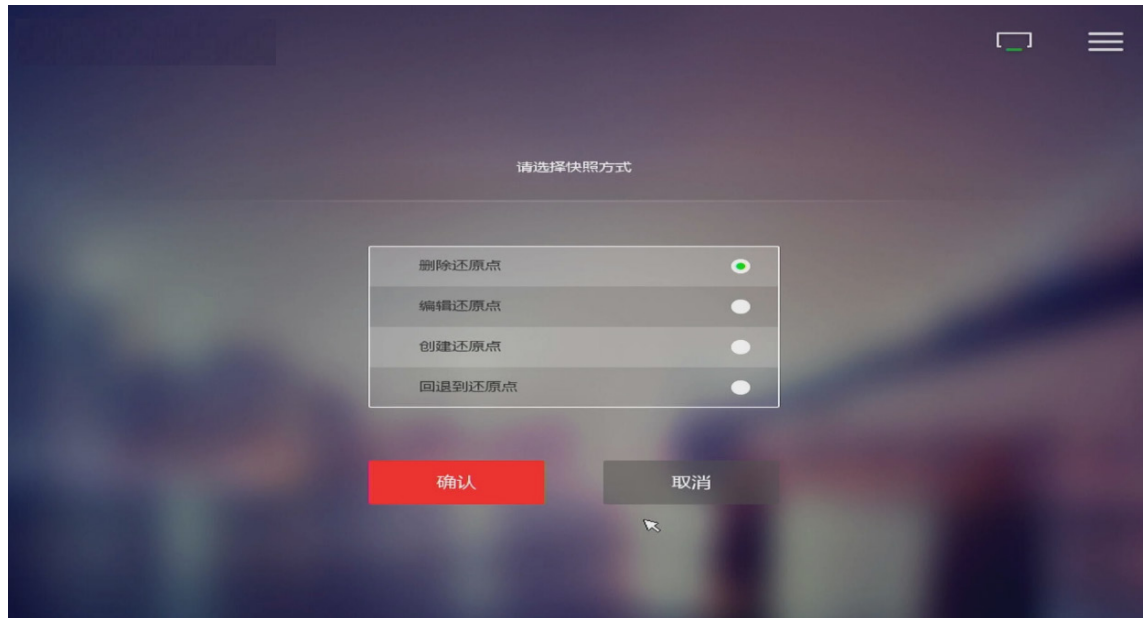 请选择快照方式
删除还原点
编辑还原点
创建还原点
回退到还原点
确认
取消